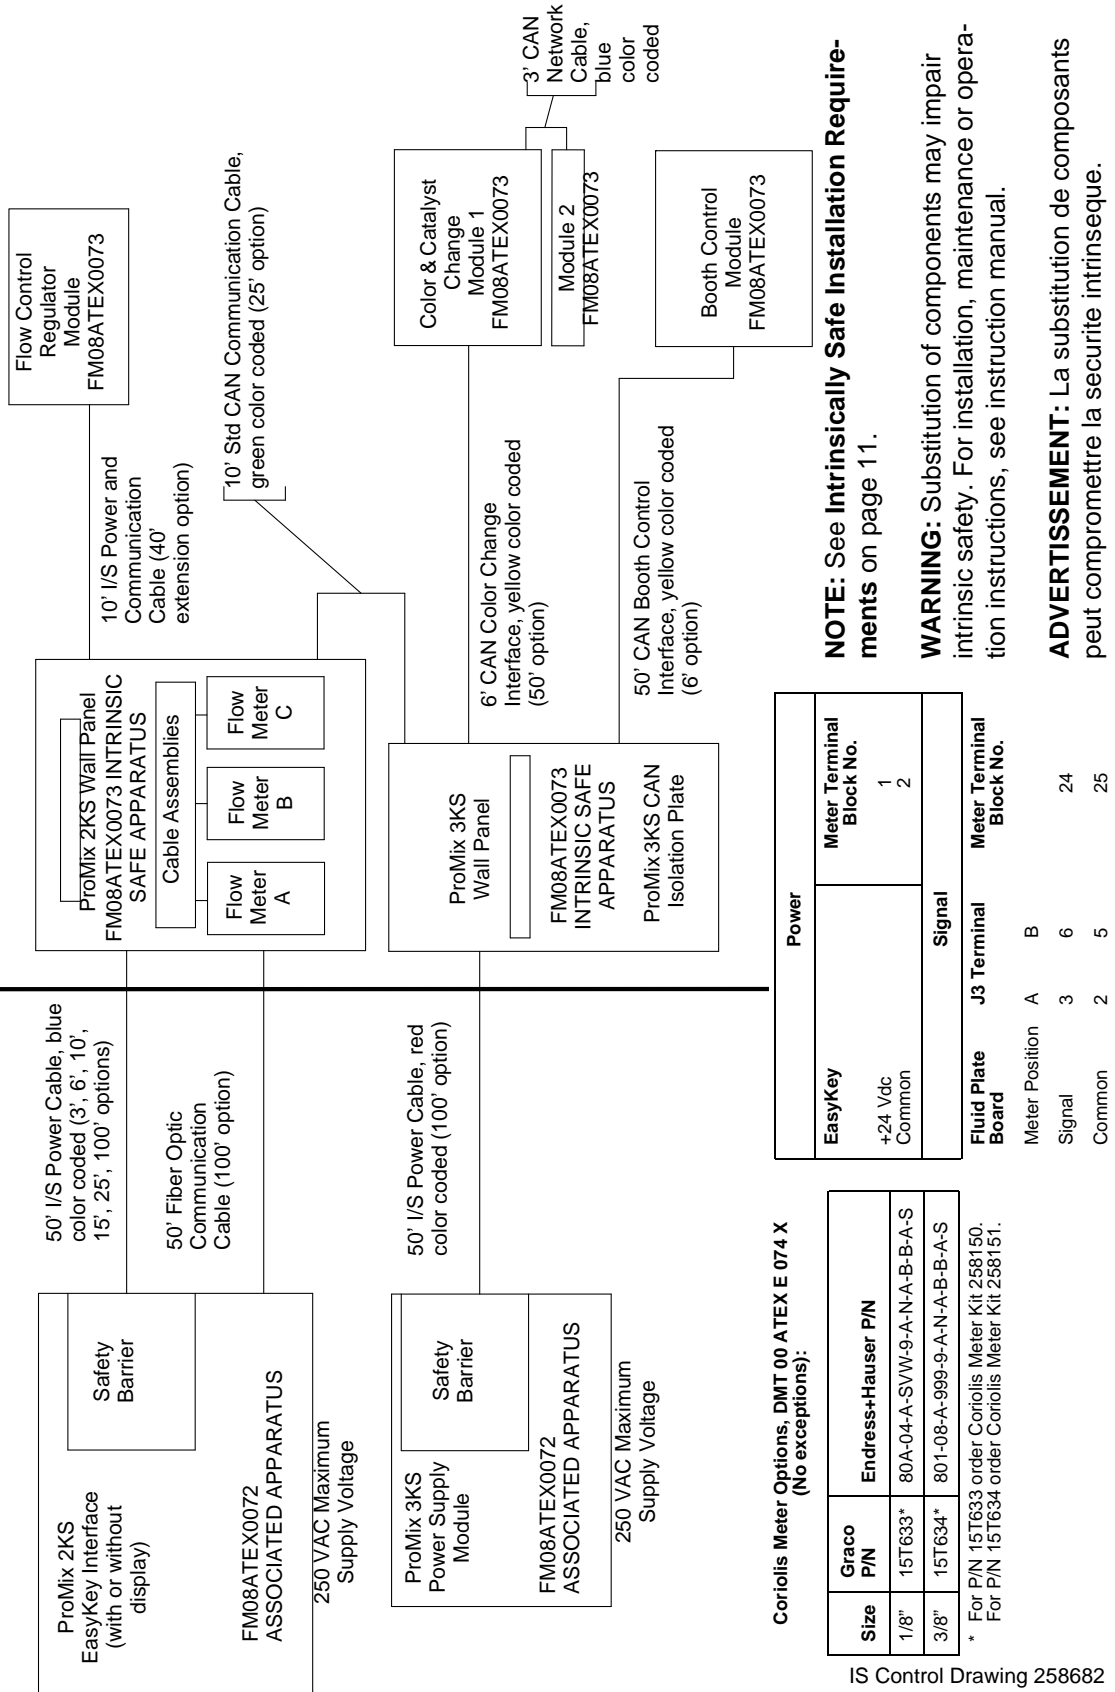 ProMix 2KS
EasyKey Interface
(with or without
display)
Safety
Barrier
FM08ATEX0072
ASSOCIATED APPARATUS
250 VAC Maximum
Supply Voltage
50’ I/S Power Cable, blue
color coded (3’, 6’, 10’,
15’, 25’, 100’ options)
50’ Fiber Optic
Communication
Cable (100’ option)
ProMix 2KS Wall Panel
FM08ATEX0073 INTRINSIC
SAFE APPARATUS
Cable Assemblies
Flow
Meter
A
Flow
Meter
B
Flow
Meter
C
10’ I/S Power and
Communication
Cable (40’
extension option)
Flow Control
Regulator
Module
FM08ATEX0073
10’ Std CAN Communication Cable,
green color coded (25’ option)
ProMix 3KS
Power Supply
Module
Safety
Barrier
FM08ATEX0072
ASSOCIATED APPARATUS
250 VAC Maximum
Supply Voltage
50’ I/S Power Cable, red
color coded (100’ option)
ProMix 3KS
Wall Panel
FM08ATEX0073
INTRINSIC SAFE
APPARATUS
ProMix 3KS CAN
Isolation Plate
6’ CAN Color Change
Interface, yellow color coded
(50’ option)
50’ CAN Booth Control
Interface, yellow color coded
(6’ option)
Color & Catalyst
Change
Module 1
FM08ATEX0073
Module 2
FM08ATEX0073
3’ CAN
Network
Cable,
blue
color
coded
Booth Control
Module
FM08ATEX0073
Coriolis Meter Options, DMT 00 ATEX E 074 X
(No exceptions):
Size Graco P/N Endress+Hauser P/N
1/8” 15T633* 80A-04-A-SVW-9-A-N-A-B-B-A-S
3/8” 15T634* 801-08-A-999-9-A-N-A-B-B-A-S
* For P/N 15T633 order Coriolis Meter Kit 258150.
For P/N 15T634 order Coriolis Meter Kit 258151.
Power
EasyKey Meter Terminal Block No.
+24 Vdc 1
Common 2
Signal
Fluid Plate Board J3 Terminal Meter Terminal Block No.
Meter Position A B
Signal 3 6 24
Common 2 5 25
NOTE: See Intrinsically Safe Installation Require-
ments on page 11.
WARNING: Substitution of components may impair
intrinsic safety. For installation, maintenance or opera-
tion instructions, see instruction manual.
ADVERTISSEMENT: La substitution de composants
peut compromettre la securite intrinseque.
IS Control Drawing 258682